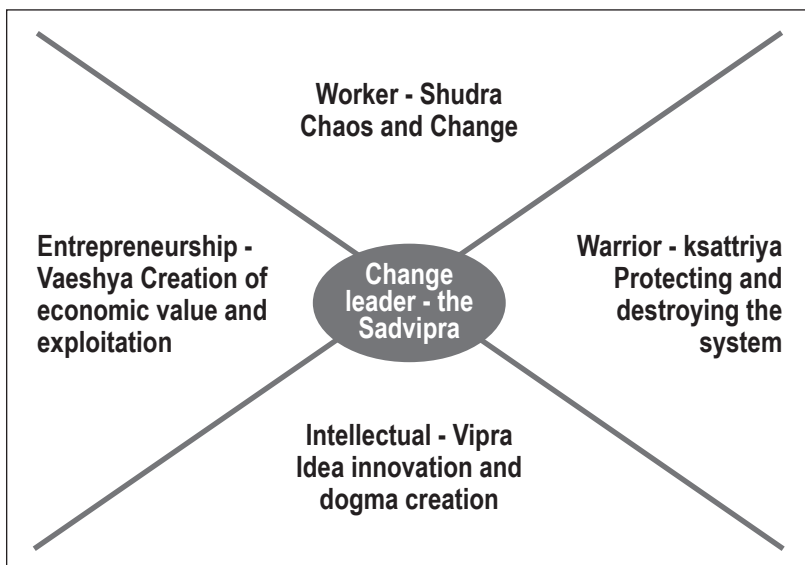 Worker - Shudra
Chaos and Change
Entrepreneurship -
Vaeshya Creation of
economic value and
exploitation
Change
leader - the
Sadvipra
Warrior - ksattriya
Protecting and
destroying the
system
Intellectual - Vipra
Idea innovation and
dogma creation